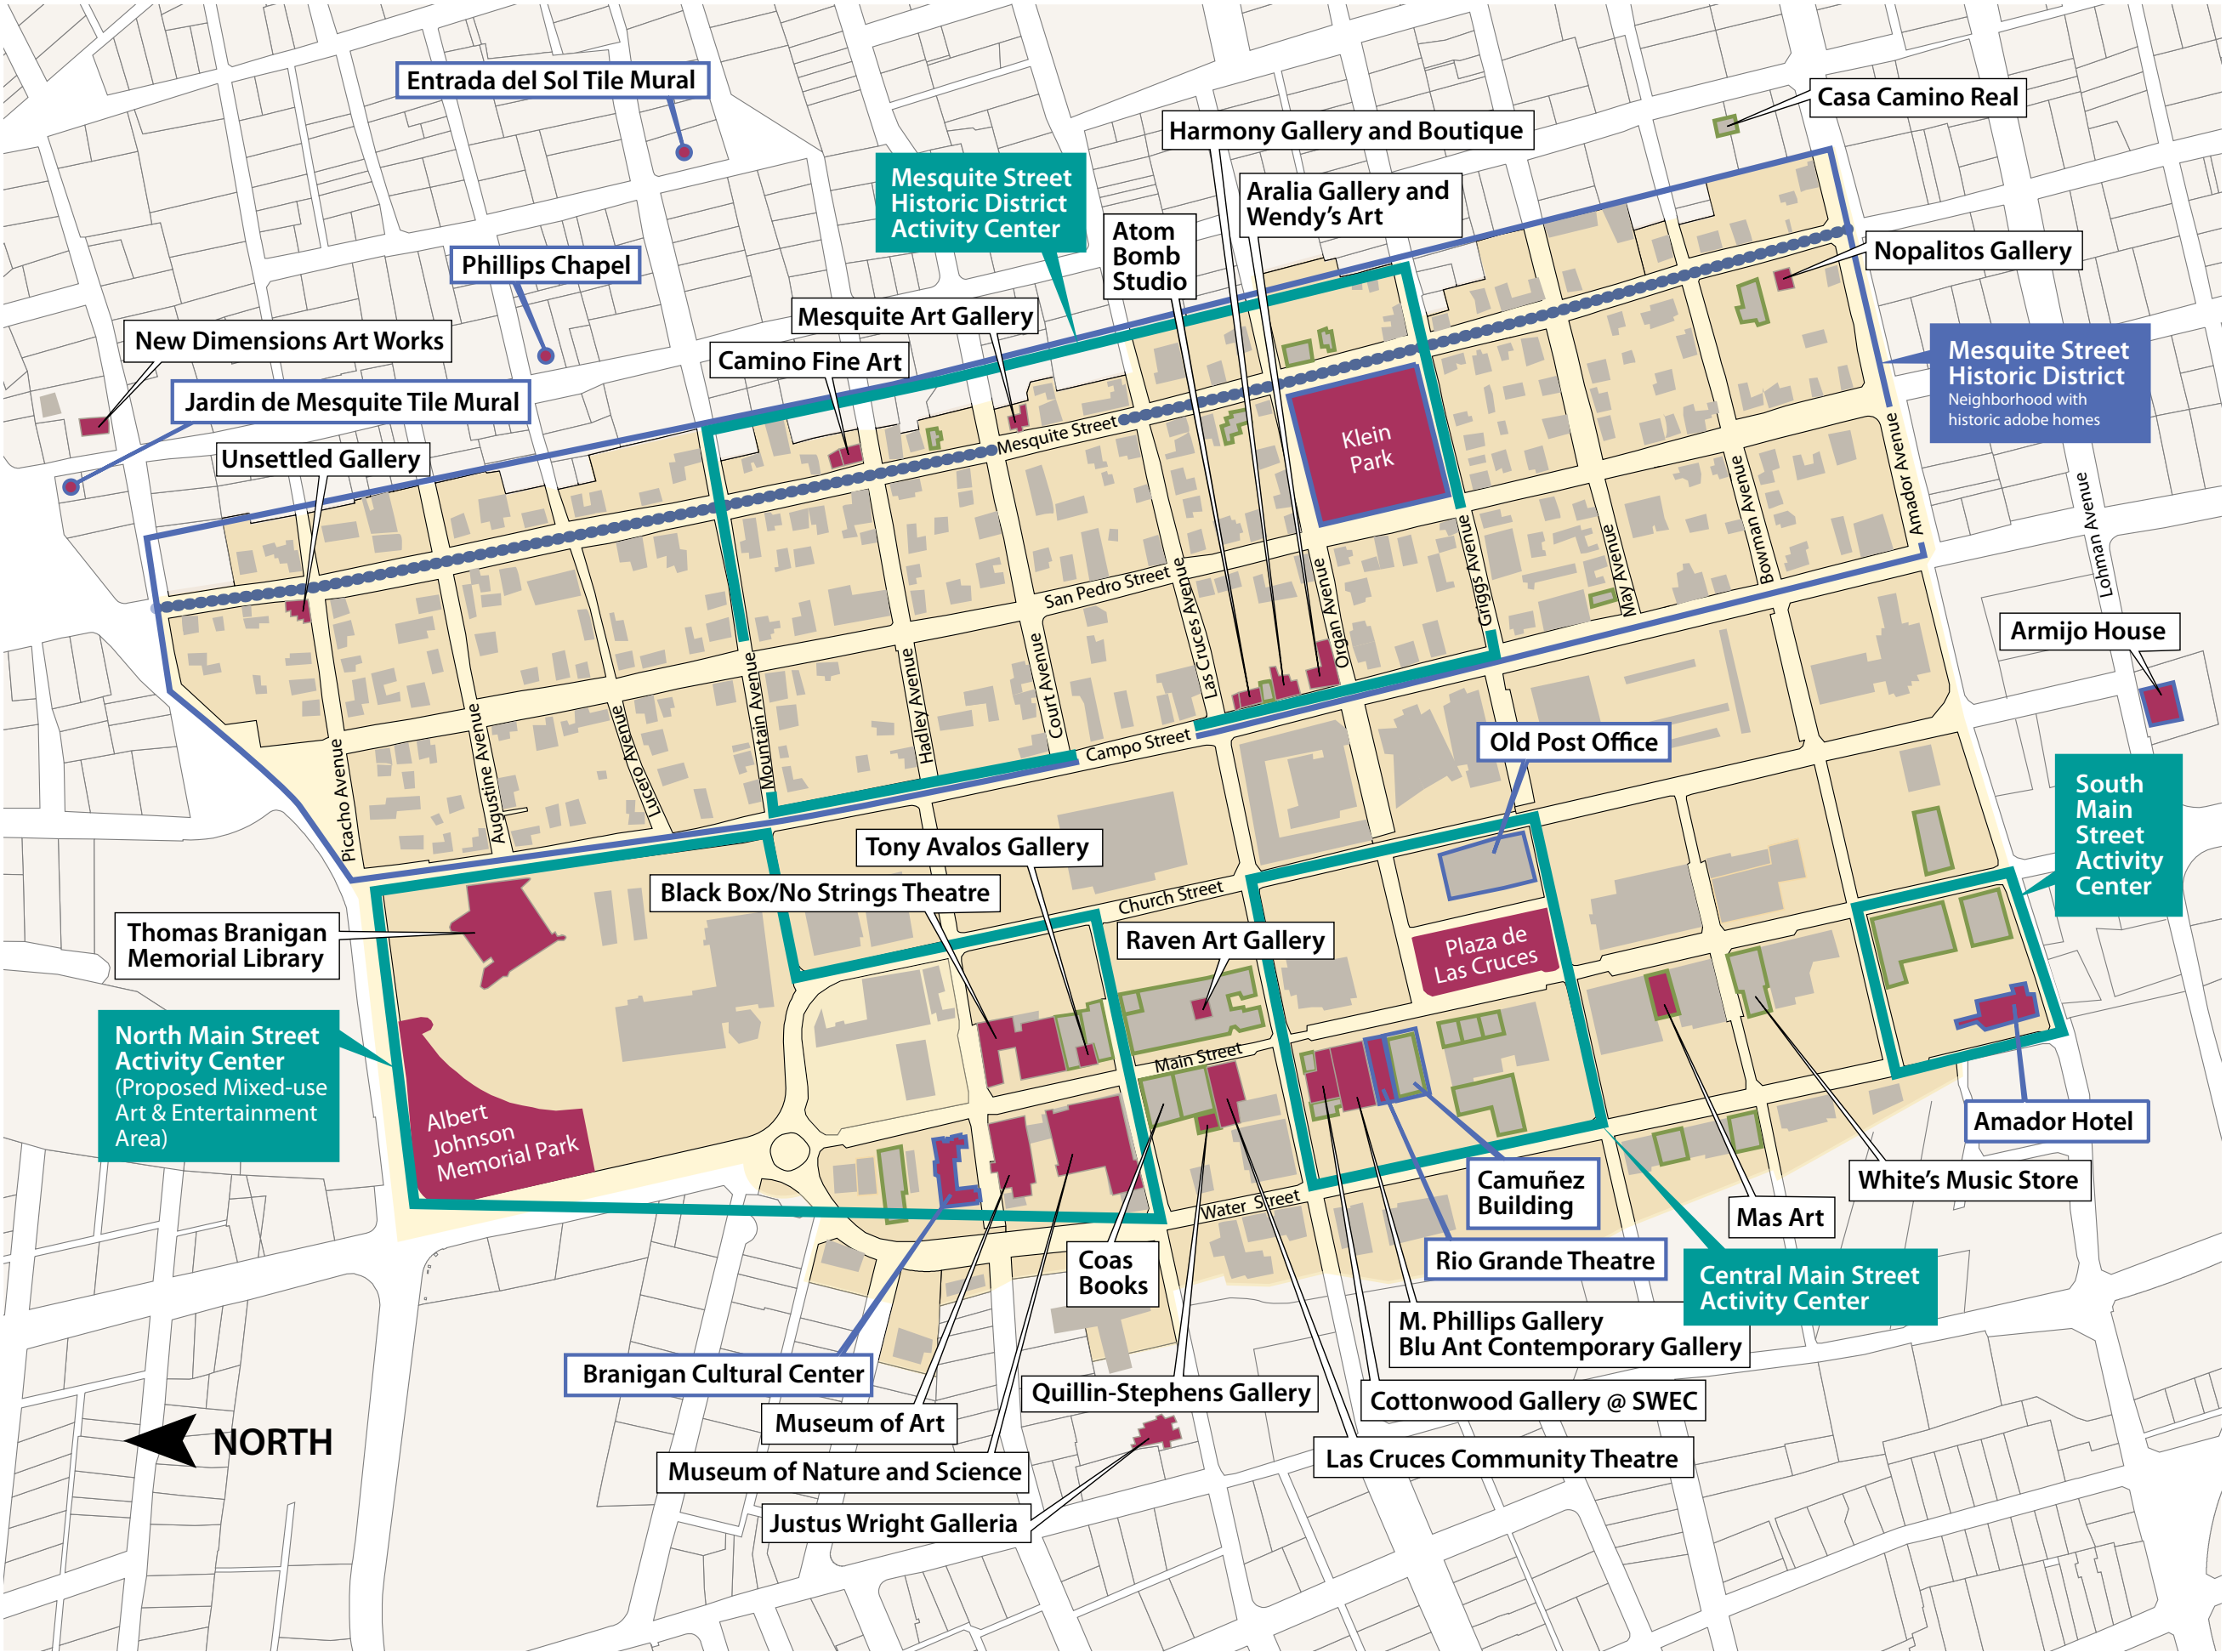 Entrada del Sol Tile Mural
Casa Camino Real
Harmony Gallery and Boutique
Mesquite Street
Historic District
Activity Center
Aralia Gallery and
Wendy’s Art
Atom
Bomb
Studio
Nopalitos Gallery
Phillips Chapel
Mesquite Art Gallery
New Dimensions Art Works
Camino Fine Art
Mesquite Street
Historic District
Neighborhood with
historic adobe homes
Jardin de Mesquite Tile Mural
Unsettled Gallery
Mesquite Street
Klein
Park
Amador Avenue
Lohman Avenue
Bowman Avenue
May Avenue
Griggs Avenue
Organ Avenue
Las Cruces Avenue
San Pedro Street
Armijo House
Court Avenue
Hadley Avenue
Mountain Avenue
Lucero Avenue
Augustine Avenue
Picacho Avenue
Campo Street
Old Post Office
South
Main
Street
Activity
Center
Tony Avalos Gallery
Black Box/No Strings Theatre
Church Street
Thomas Branigan
Memorial Library
Raven Art Gallery
Plaza de
Las Cruces
North Main Street
Activity Center
(Proposed Mixed-use
Art & Entertainment
Area)
Main Street
Albert
Johnson
Memorial Park
Amador Hotel
White’s Music Store
Camuñez
Building
Water Street
Mas Art
Coas
Books
Rio Grande Theatre
Central Main Street
Activity Center
M. Phillips Gallery
Blu Ant Contemporary Gallery
Branigan Cultural Center
Quillin-Stephens Gallery
Cottonwood Gallery @ SWEC
Museum of Art
NORTH
Las Cruces Community Theatre
Museum of Nature and Science
Justus Wright Galleria